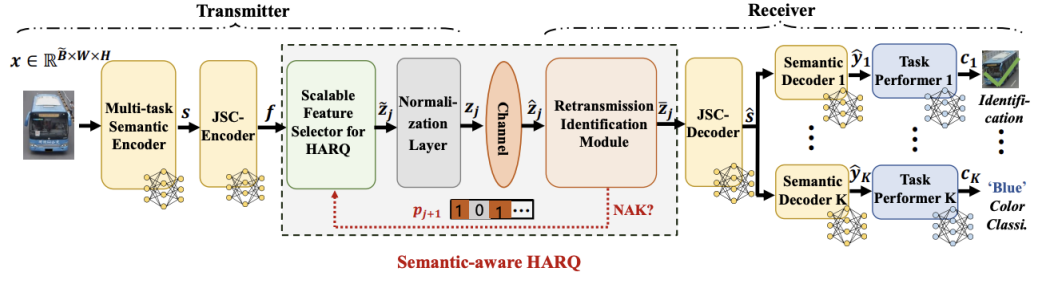 Transmitter
Receiver
x ∈ ℝ^{B̃×W×H}
Multi-task
Semantic
Encoder
s
JSC-
Encoder
f
Scalable
Feature
Selector for
HARQ
z̃_j
Normali-
zation
Layer
z_j
Channel
ẑ_j
Retransmission
Identification
Module
z̄_j
JSC-
Decoder
ŝ
Semantic
Decoder 1
ŷ_1
Task
Performer 1
c_1
Identifi-
cation
Semantic
Decoder K
ŷ_K
Task
Performer K
c_K
‘Blue’
Color
Classi.
p_{j+1}
1 0 1 ···
NAK?
Semantic-aware HARQ